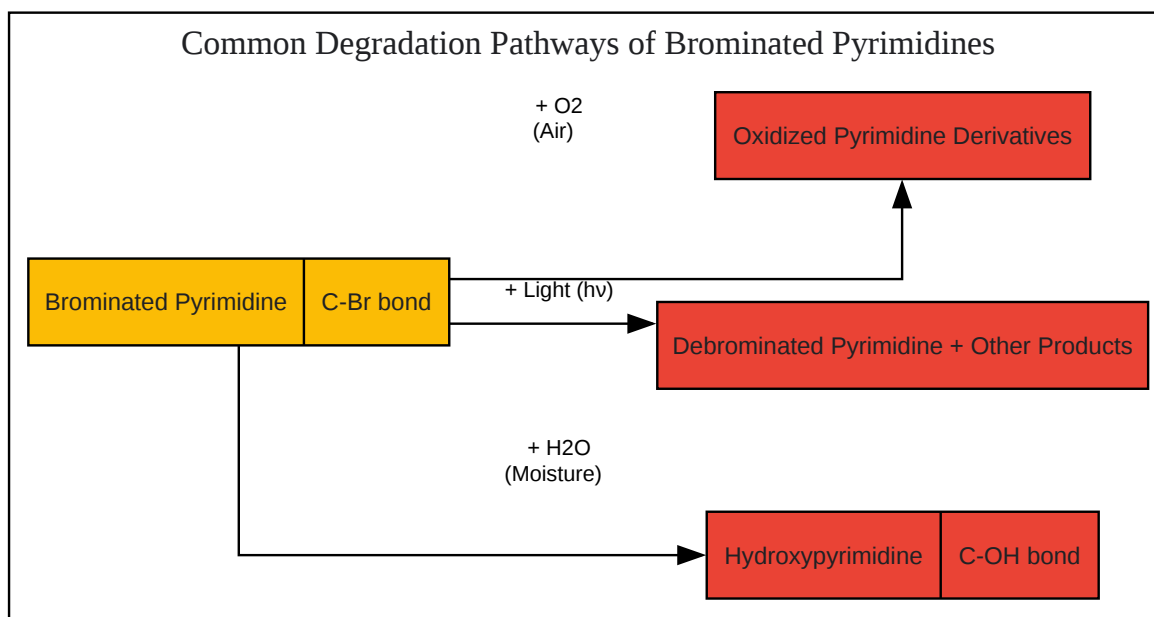 Common Degradation Pathways of Brominated Pyrimidines
+ O2
(Air)
Oxidized Pyrimidine Derivatives
Brominated Pyrimidine
C-Br bond
+ Light (hν)
Debrominated Pyrimidine + Other Products
+ H2O
(Moisture)
Hydroxypyrimidine
C-OH bond